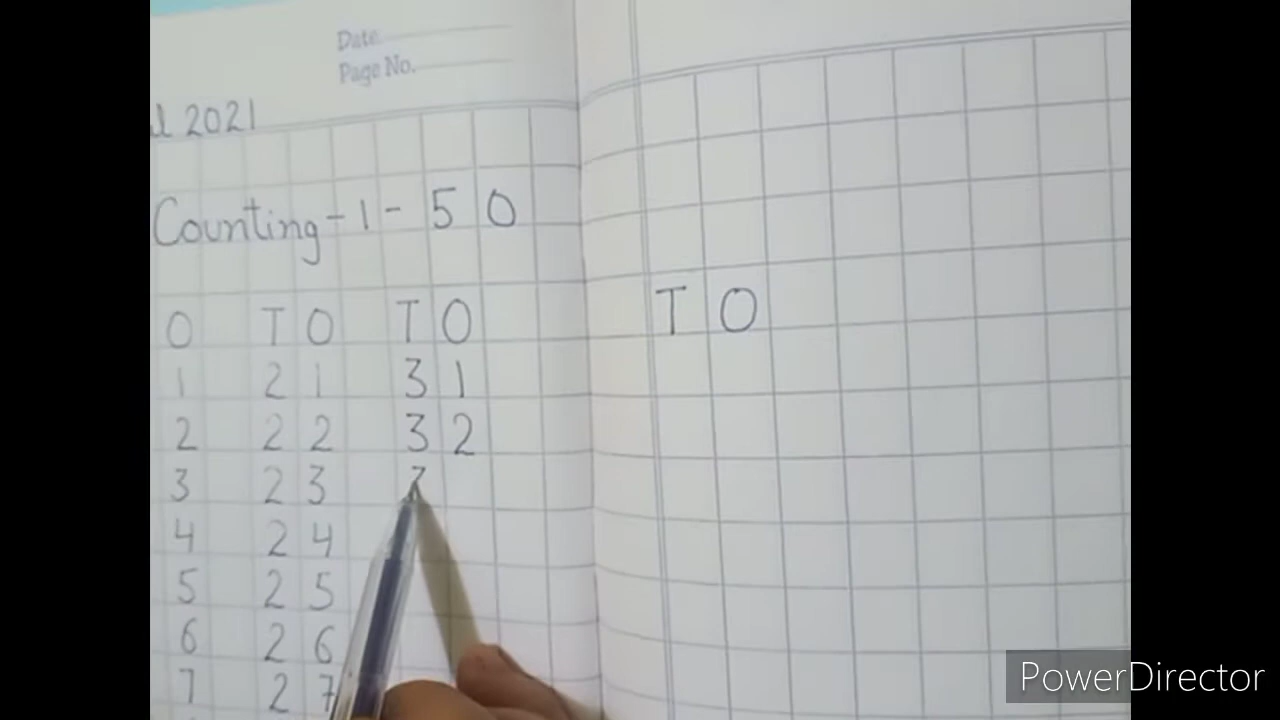 Date
Page No.
2021
Counting - 1 - 50
O T O T O T O
1 2 1 3 1
2 2 2 3 2
3 2 3 3
4 2 4
5 2 5
6 2 6
7 2 7
PowerDirector